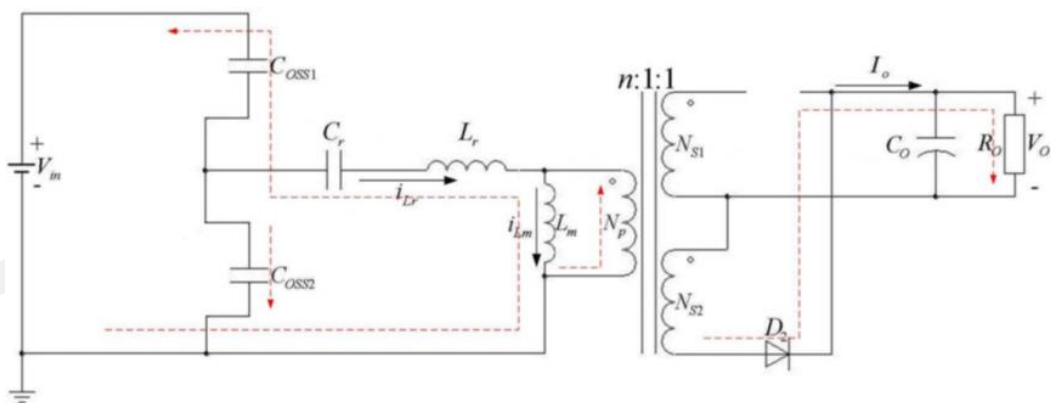 C_OSS1
n:1:1
I_o
+
V_in
-
C_r
L_r
i_Lr
i_Lm
L_m
N_p
N_S1
C_O
R_O
+
V_O
-
C_OSS2
N_S2
D_2